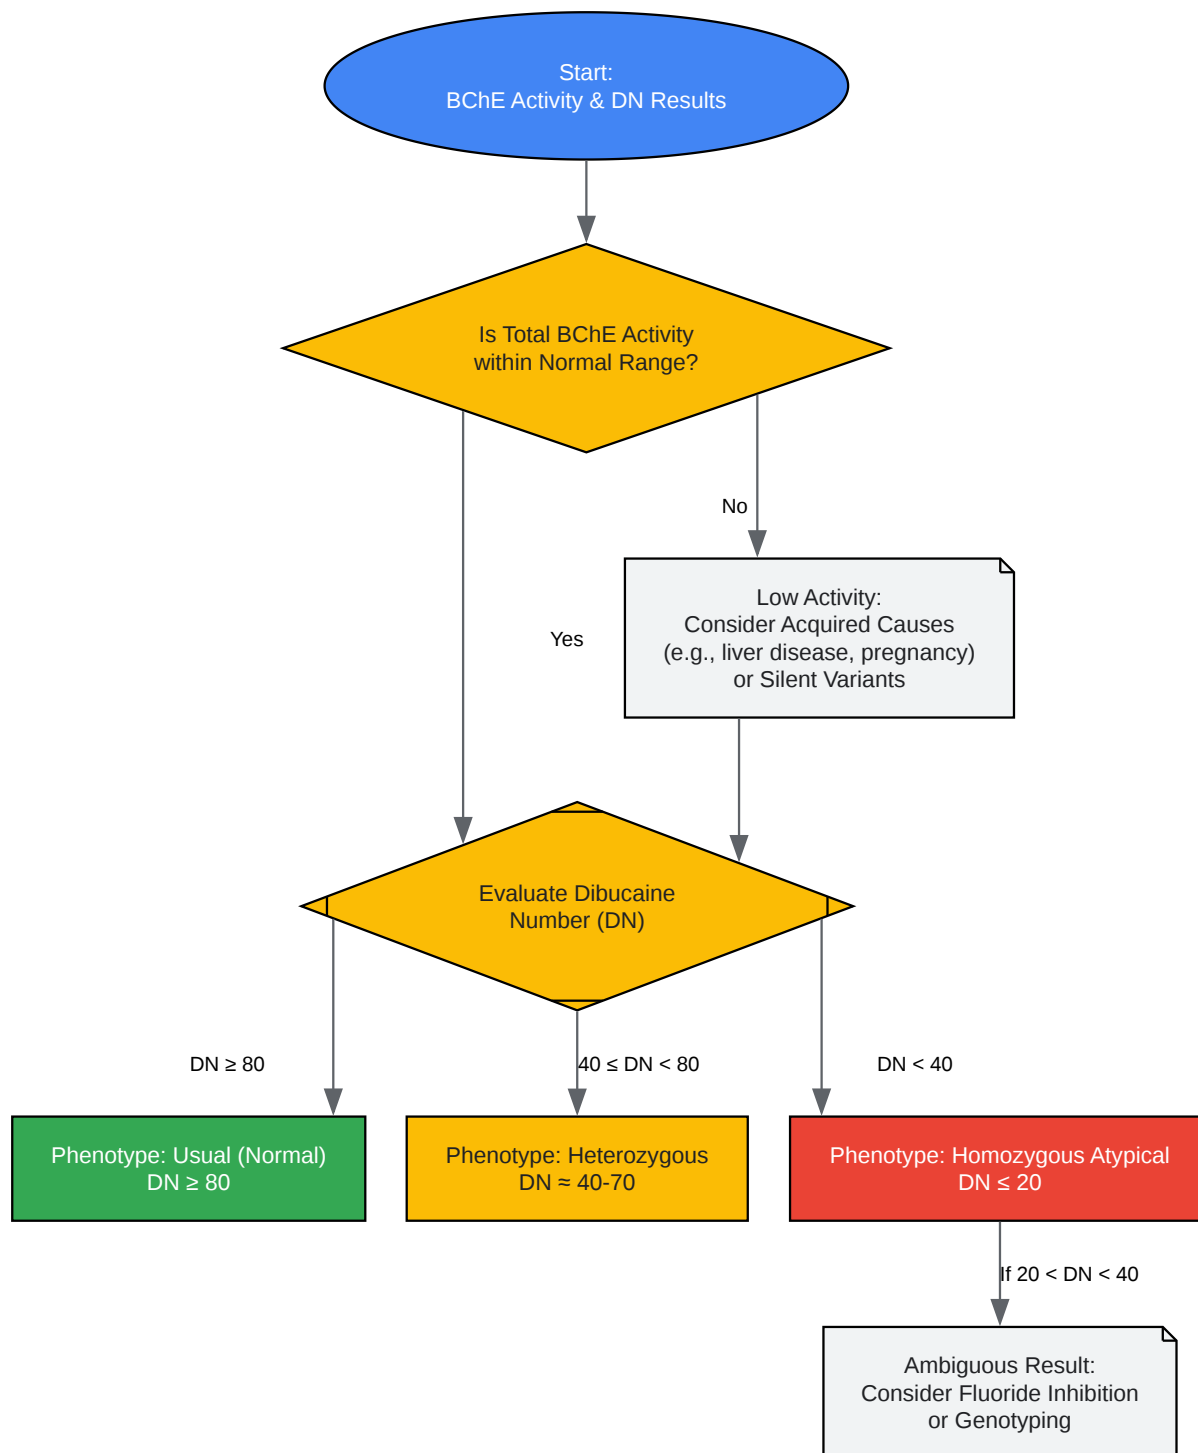 Start:
BChE Activity & DN Results
Is Total BChE Activity
within Normal Range?
No
Low Activity:
Consider Acquired Causes
(e.g., liver disease, pregnancy)
or Silent Variants
Yes
Evaluate Dibucaine
Number (DN)
DN ≥ 80
40 ≤ DN < 80
DN < 40
Phenotype: Usual (Normal)
DN ≥ 80
Phenotype: Heterozygous
DN ≈ 40-70
Phenotype: Homozygous Atypical
DN ≤ 20
If 20 < DN < 40
Ambiguous Result:
Consider Fluoride Inhibition
or Genotyping